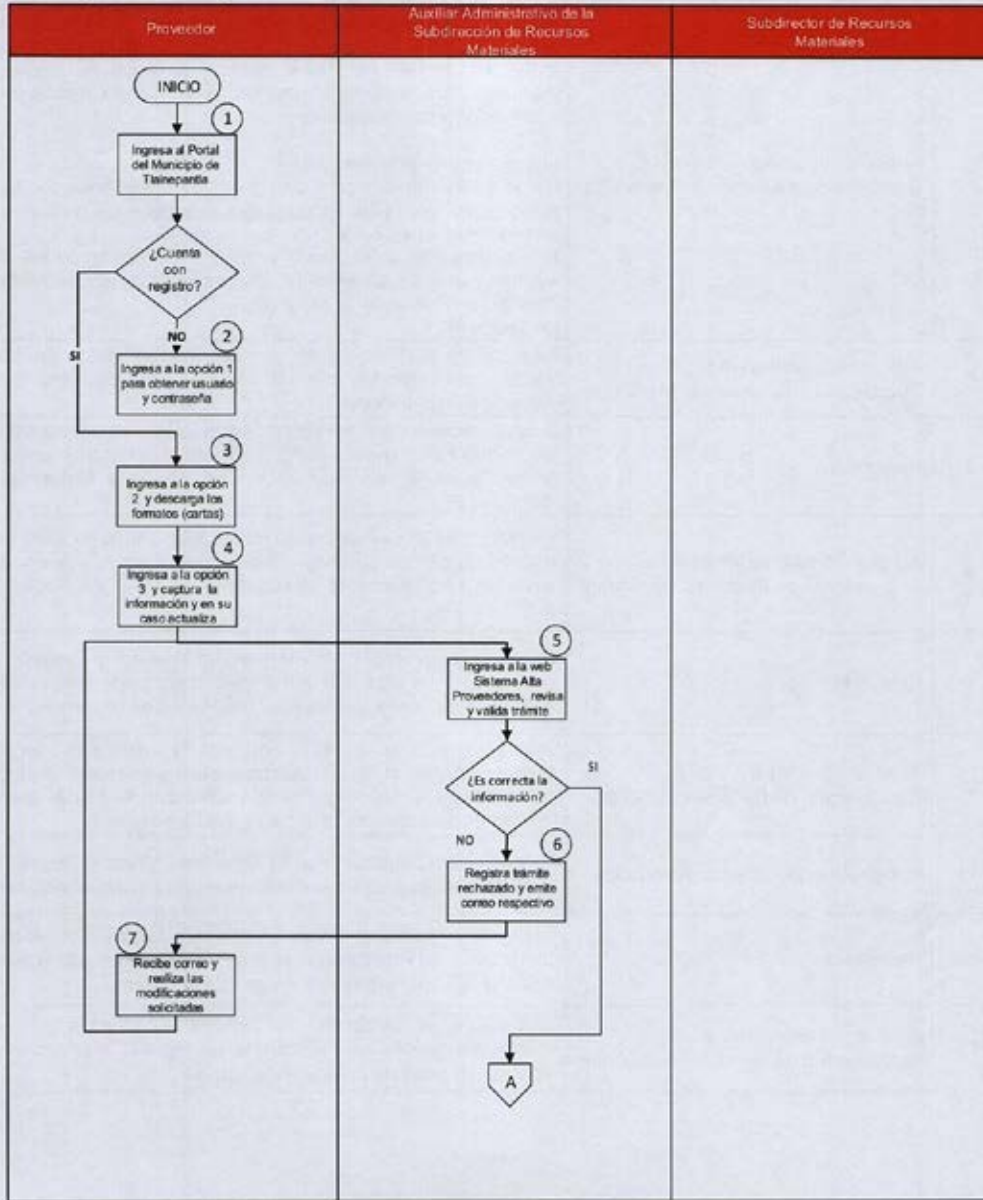 Proveedor
Auxiliar Administrativo de la
Subdirección de Recursos
Materiales
Subdirector de Recursos
Materiales
INICIO
1
Ingresa al Portal
del Municipio de
Tlalnepantla
¿Cuenta
con
registro?
SI
NO
2
Ingresa a la opción 1
para obtener usuario
y contraseña
3
Ingresa a la opción
2 y descarga los
formatos (cartas)
4
Ingresa a la opción
3 y captura la
información y en su
caso actualiza
5
Ingresa a la web
Sistema Alta
Proveedores, revisa
y valida trámite
¿Es correcta la
información?
SI
NO
6
Registra trámite
rechazado y emite
correo respectivo
7
Recibe correo y
realiza las
modificaciones
solicitadas
A